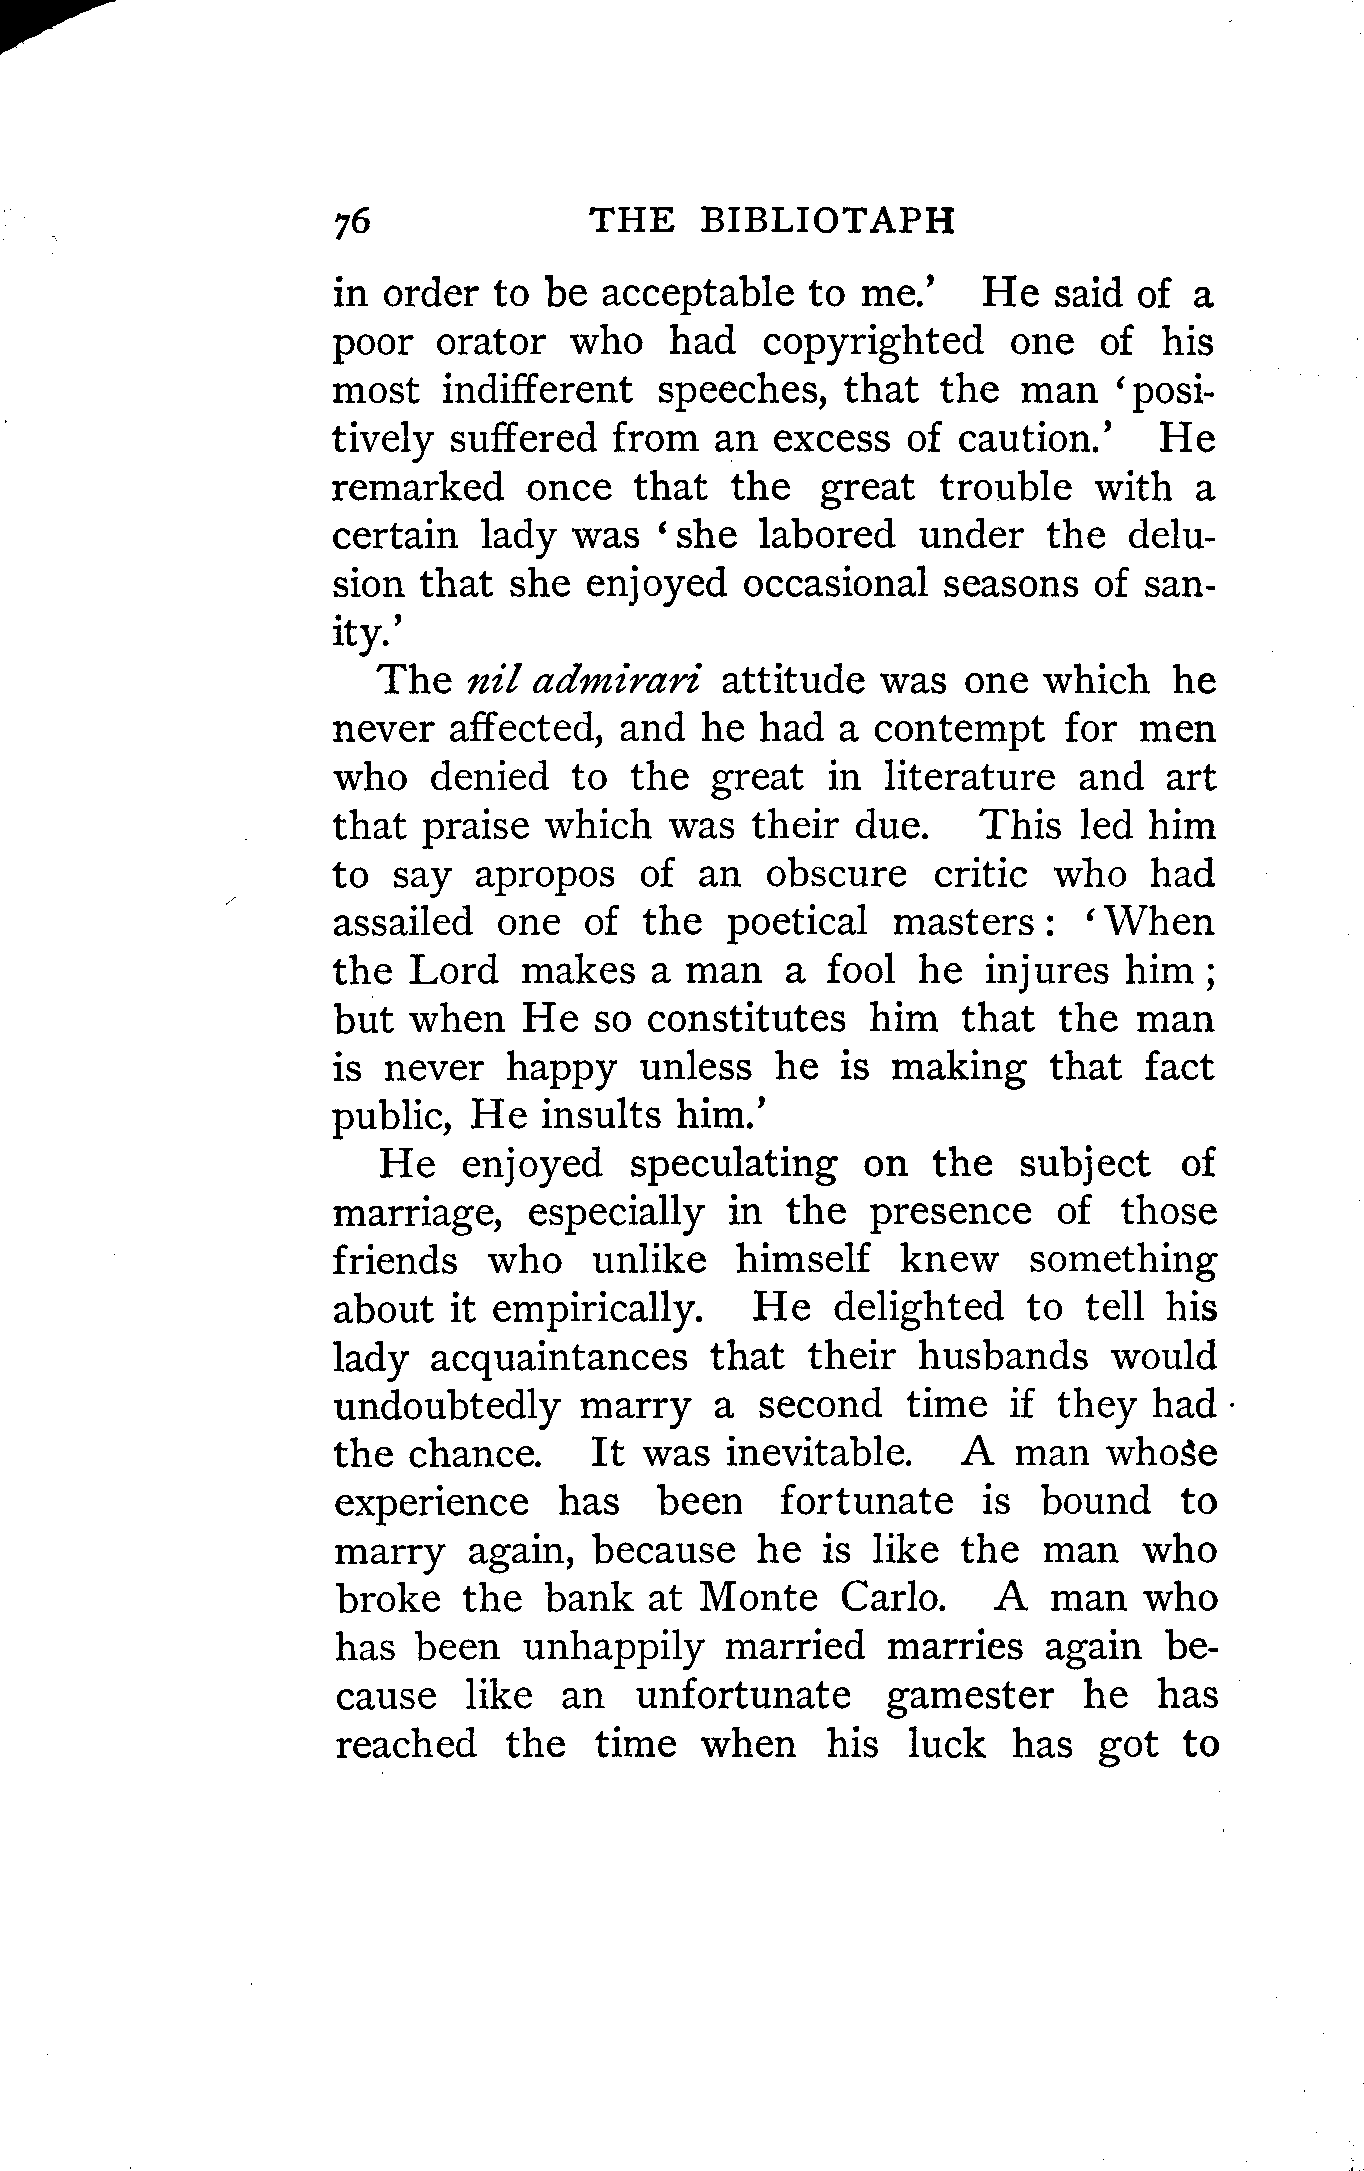 76 THE BIBLIOTAPH
in order to be acceptable to me.' He said of a
poor orator who had copyrighted one of his
most indifferent speeches, that the man 'posi-
tively suffered from an excess of caution.' He
remarked once that the great trouble with a
certain lady was 'she labored under the delu-
sion that she enjoyed occasional seasons of san-
ity.'
The nil admirari attitude was one which he
never affected, and he had a contempt for men
who denied to the great in literature and art
that praise which was their due. This led him
to say apropos of an obscure critic who had
assailed one of the poetical masters: 'When
the Lord makes a man a fool he injures him;
but when He so constitutes him that the man
is never happy unless he is making that fact
public, He insults him.'
He enjoyed speculating on the subject of
marriage, especially in the presence of those
friends who unlike himself knew something
about it empirically. He delighted to tell his
lady acquaintances that their husbands would
undoubtedly marry a second time if they had
the chance. It was inevitable. A man whose
experience has been fortunate is bound to
marry again, because he is like the man who
broke the bank at Monte Carlo. A man who
has been unhappily married marries again be-
cause like an unfortunate gamester he has
reached the time when his luck has got to